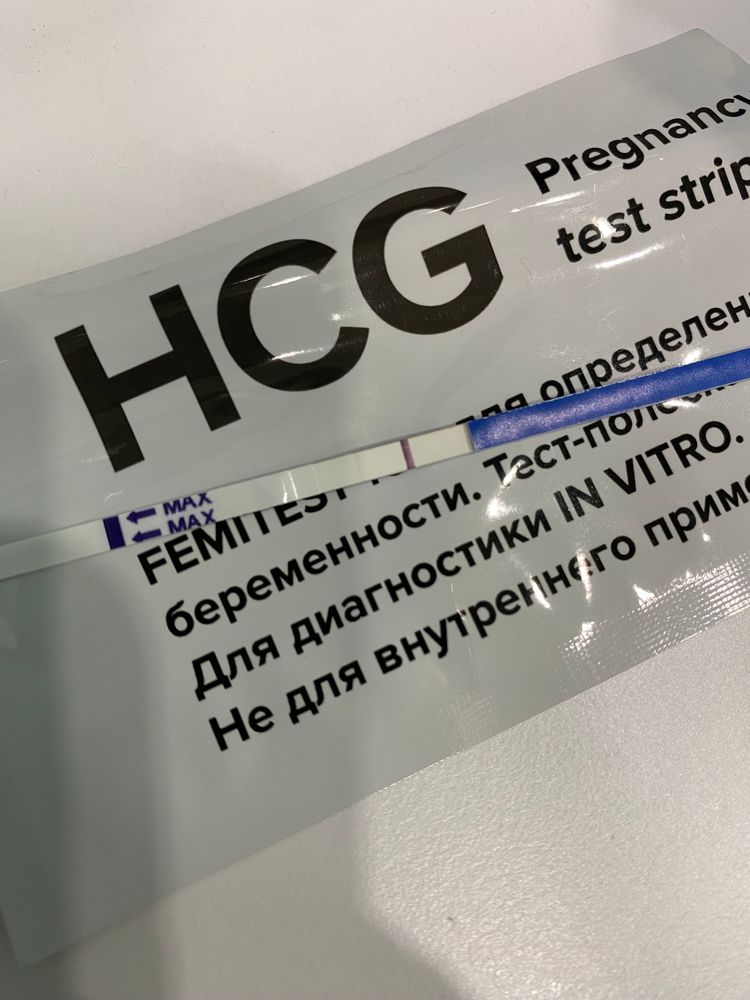 HCG
Pregnancy
test strip
FEMITEST для определен
беременности. Тест-полоска
Для диагностики IN VITRO.
Не для внутреннего приме
MAX
MAX